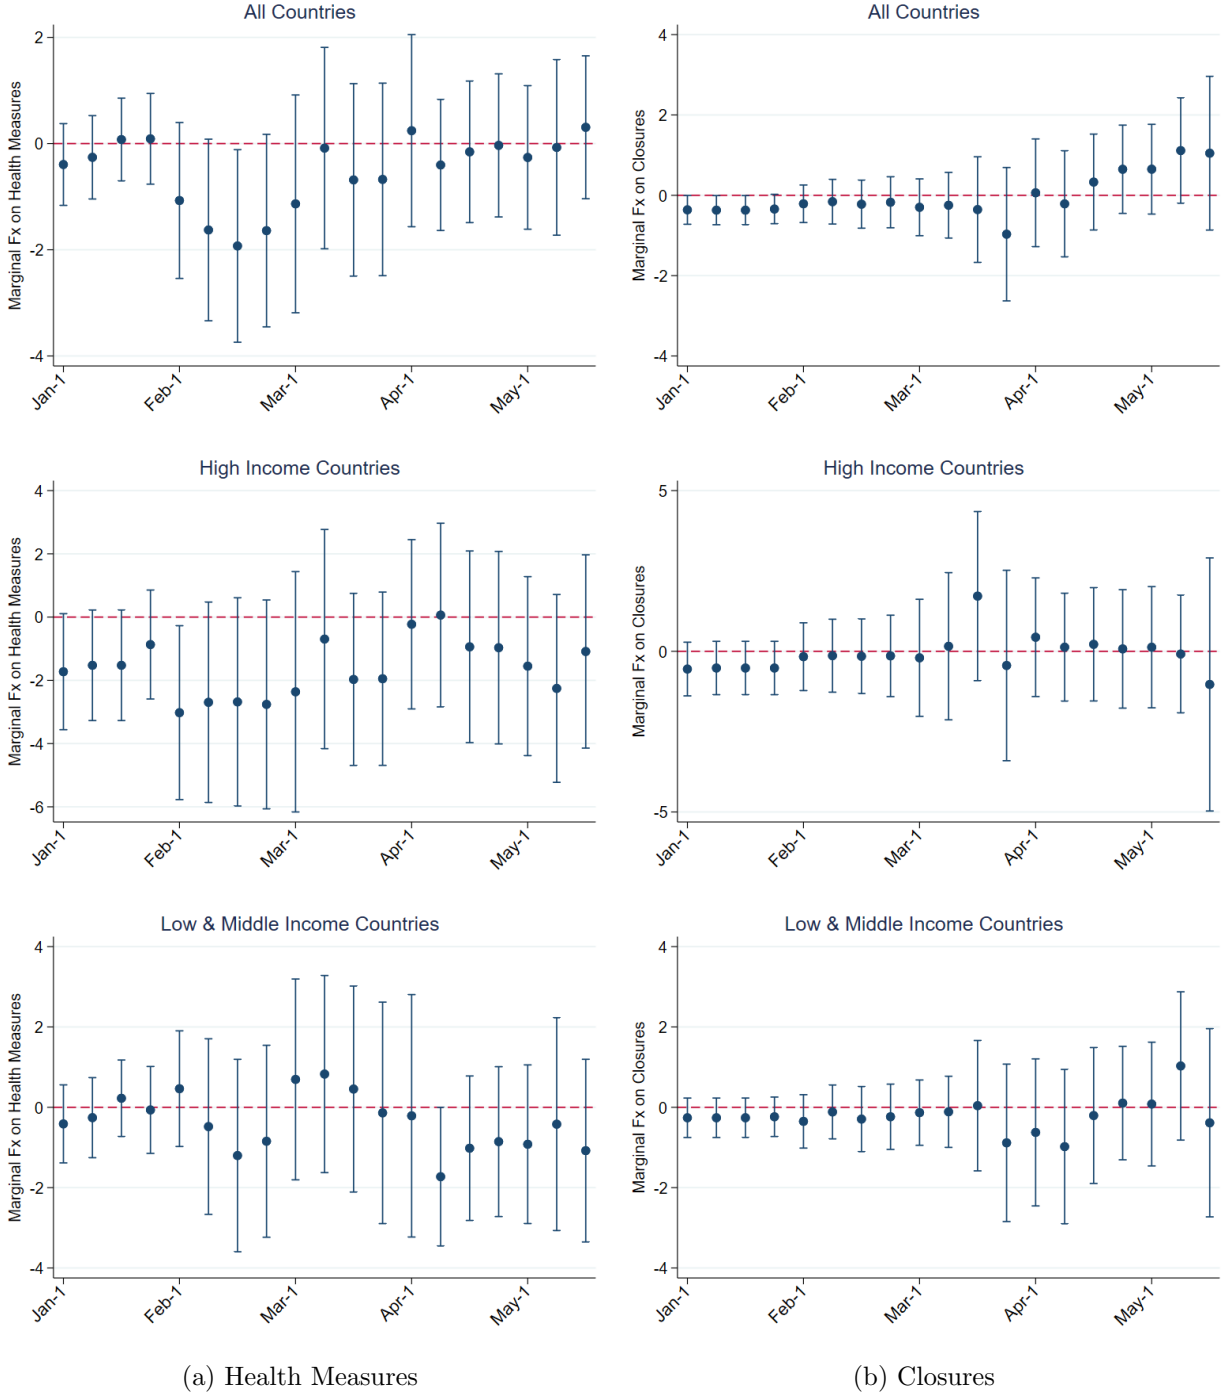 All Countries
Marginal Fx on Health Measures
2
0
-2
-4
Jan-1 Feb-1 Mar-1 Apr-1 May-1
All Countries
Marginal Fx on Closures
4
2
0
-2
-4
Jan-1 Feb-1 Mar-1 Apr-1 May-1
High Income Countries
Marginal Fx on Health Measures
4
2
0
-2
-4
-6
Jan-1 Feb-1 Mar-1 Apr-1 May-1
High Income Countries
Marginal Fx on Closures
5
0
-5
Jan-1 Feb-1 Mar-1 Apr-1 May-1
Low & Middle Income Countries
Marginal Fx on Health Measures
4
2
0
-2
-4
Jan-1 Feb-1 Mar-1 Apr-1 May-1
Low & Middle Income Countries
Marginal Fx on Closures
4
2
0
-2
-4
Jan-1 Feb-1 Mar-1 Apr-1 May-1
(a) Health Measures
(b) Closures